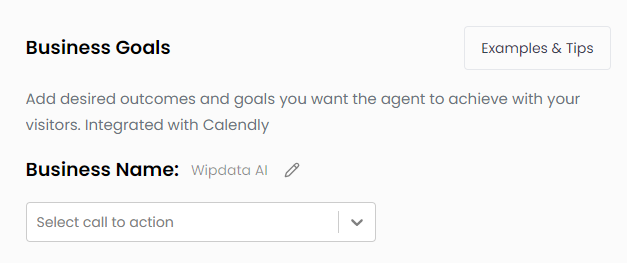 Business Goals
Examples & Tips
Add desired outcomes and goals you want the agent to achieve with your
visitors. Integrated with Calendly
Business Name: Wipdata AI
Select call to action